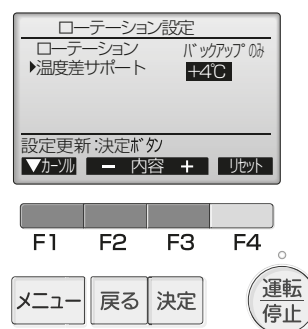 ローテーション設定
ローテーション バックアップのみ
▶温度差サポート +4℃
設定更新:決定ボタン
▼カーソル － 内容 ＋ リセット
F1 F2 F3 F4
メニュー 戻る 決定 運転
停止